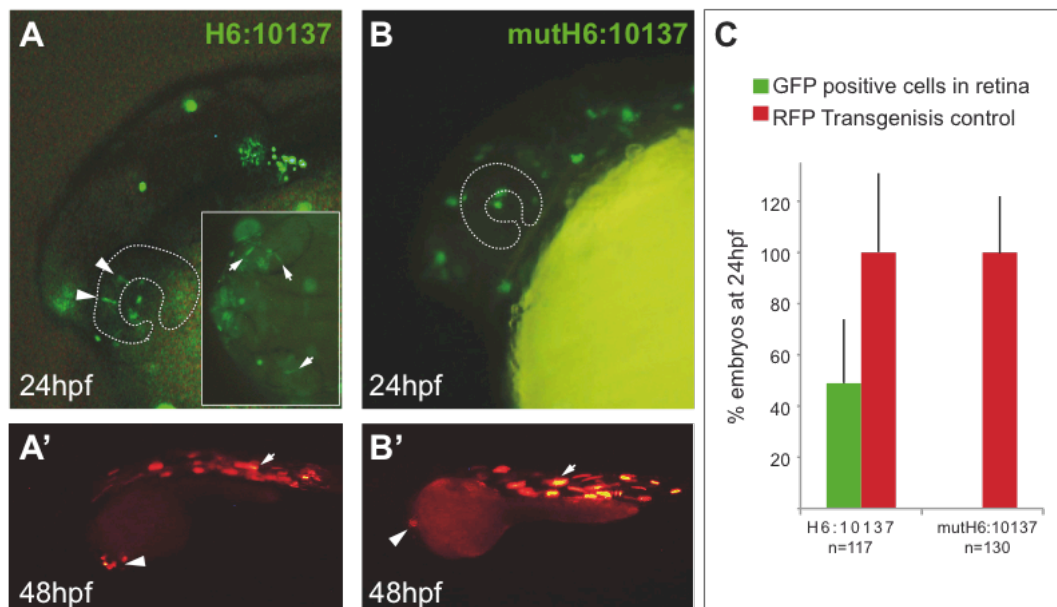 A
H6:10137
24hpf
B
mutH6:10137
24hpf
A’
48hpf
B’
48hpf
C
GFP positive cells in retina
RFP Transgenisis control
% embryos at 24hpf
120
100
80
60
40
20
H6:10137
n=117
mutH6:10137
n=130